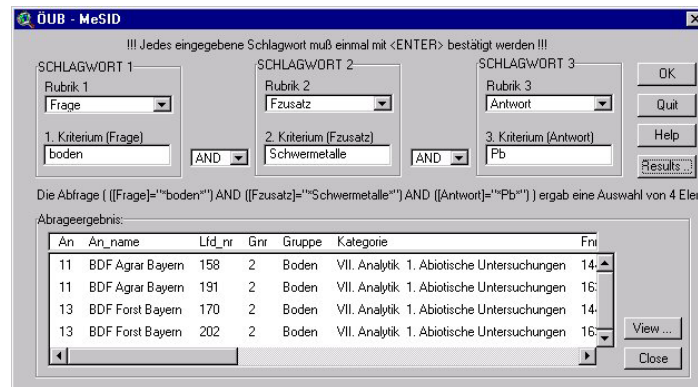 ÖUB - MeSID
!!! Jedes eingegebene Schlagwort muß einmal mit <ENTER> bestätigt werden !!!
SCHLAGWORT 1 SCHLAGWORT 2 SCHLAGWORT 3
Rubrik 1 Rubrik 2 Rubrik 3
Frage Fzusatz Antwort
1. Kriterium (Frage) 2. Kriterium (Fzusatz) 3. Kriterium (Antwort)
boden AND Schwermetalle AND Pb
OK
Quit
Help
Results ..
Die Abfrage ( ([Frage]="*boden*") AND ([Fzusatz]="*Schwermetalle*") AND ([Antwort]="*Pb*") ) ergab eine Auswahl von 4 Eler
Abrageergebnis:
An An_name Lfd_nr Gnr Gruppe Kategorie Fnr
11 BDF Agrar Bayern 158 2 Boden VII. Analytik 1. Abiotische Untersuchungen 14
11 BDF Agrar Bayern 191 2 Boden VII. Analytik 1. Abiotische Untersuchungen 16
13 BDF Forst Bayern 170 2 Boden VII. Analytik 1. Abiotische Untersuchungen 14
13 BDF Forst Bayern 202 2 Boden VII. Analytik 1. Abiotische Untersuchungen 16
View ...
Close